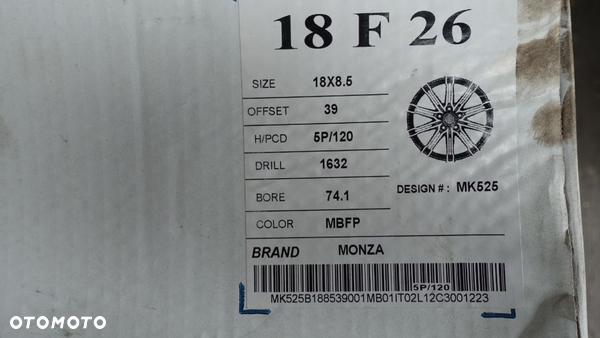 18 F 26
SIZE 18X8.5
OFFSET 39
H/PCD 5P/120
DRILL 1632
BORE 74.1
DESIGN # : MK525
COLOR MBFP
BRAND MONZA
5P/120
MK525B188539001MB01IT02L12C3001223
OTOMOTO
OTOMOTO